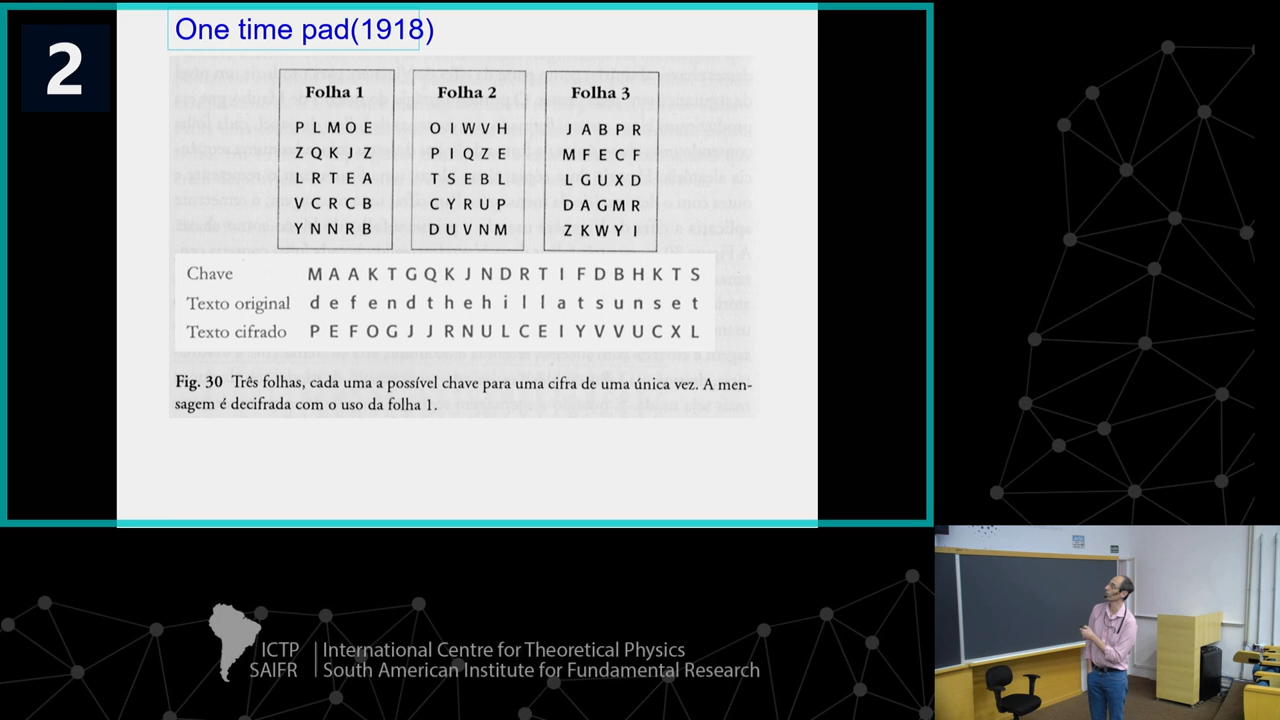 2
One time pad(1918)
Folha 1
P L M O E
Z Q K J Z
L R T E A
V C R C B
Y N N R B
Folha 2
O I W V H
P I Q Z E
T S E B L
C Y R U P
D U V N M
Folha 3
J A B P R
M F E C F
L G U X D
D A G M R
Z K W Y I
Chave M A A K T G Q K J N D R T I F D B H K T S
Texto original d e f e n d t h e h i l l a t s u n s e t
Texto cifrado P E F O G J J R N U L C E I Y V V U C X L
Fig. 30 Três folhas, cada uma a possível chave para uma cifra de uma única vez. A men-
sagem é decifrada com o uso da folha 1.
ICTP International Centre for Theoretical Physics
SAIFR South American Institute for Fundamental Research